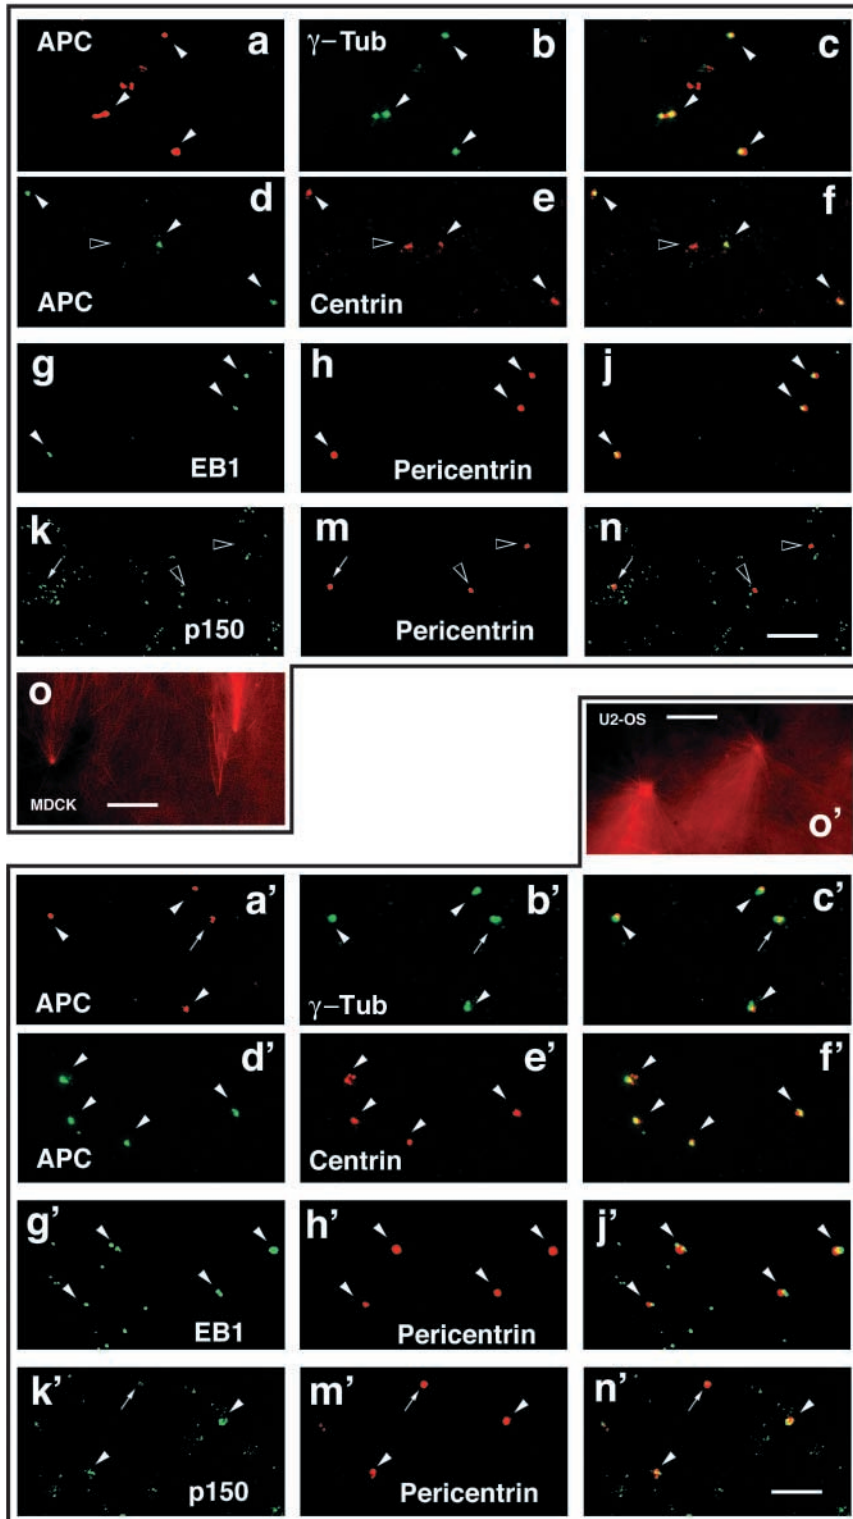 APC a γ–Tub b c
d e f
APC Centrin
g h j
EB1 Pericentrin
k m n
p150 Pericentrin
o
MDCK
U2-OS
o'
a' b' c'
APC γ–Tub
d' e' f'
APC Centrin
g' h' j'
EB1 Pericentrin
k' m' n'
p150 Pericentrin